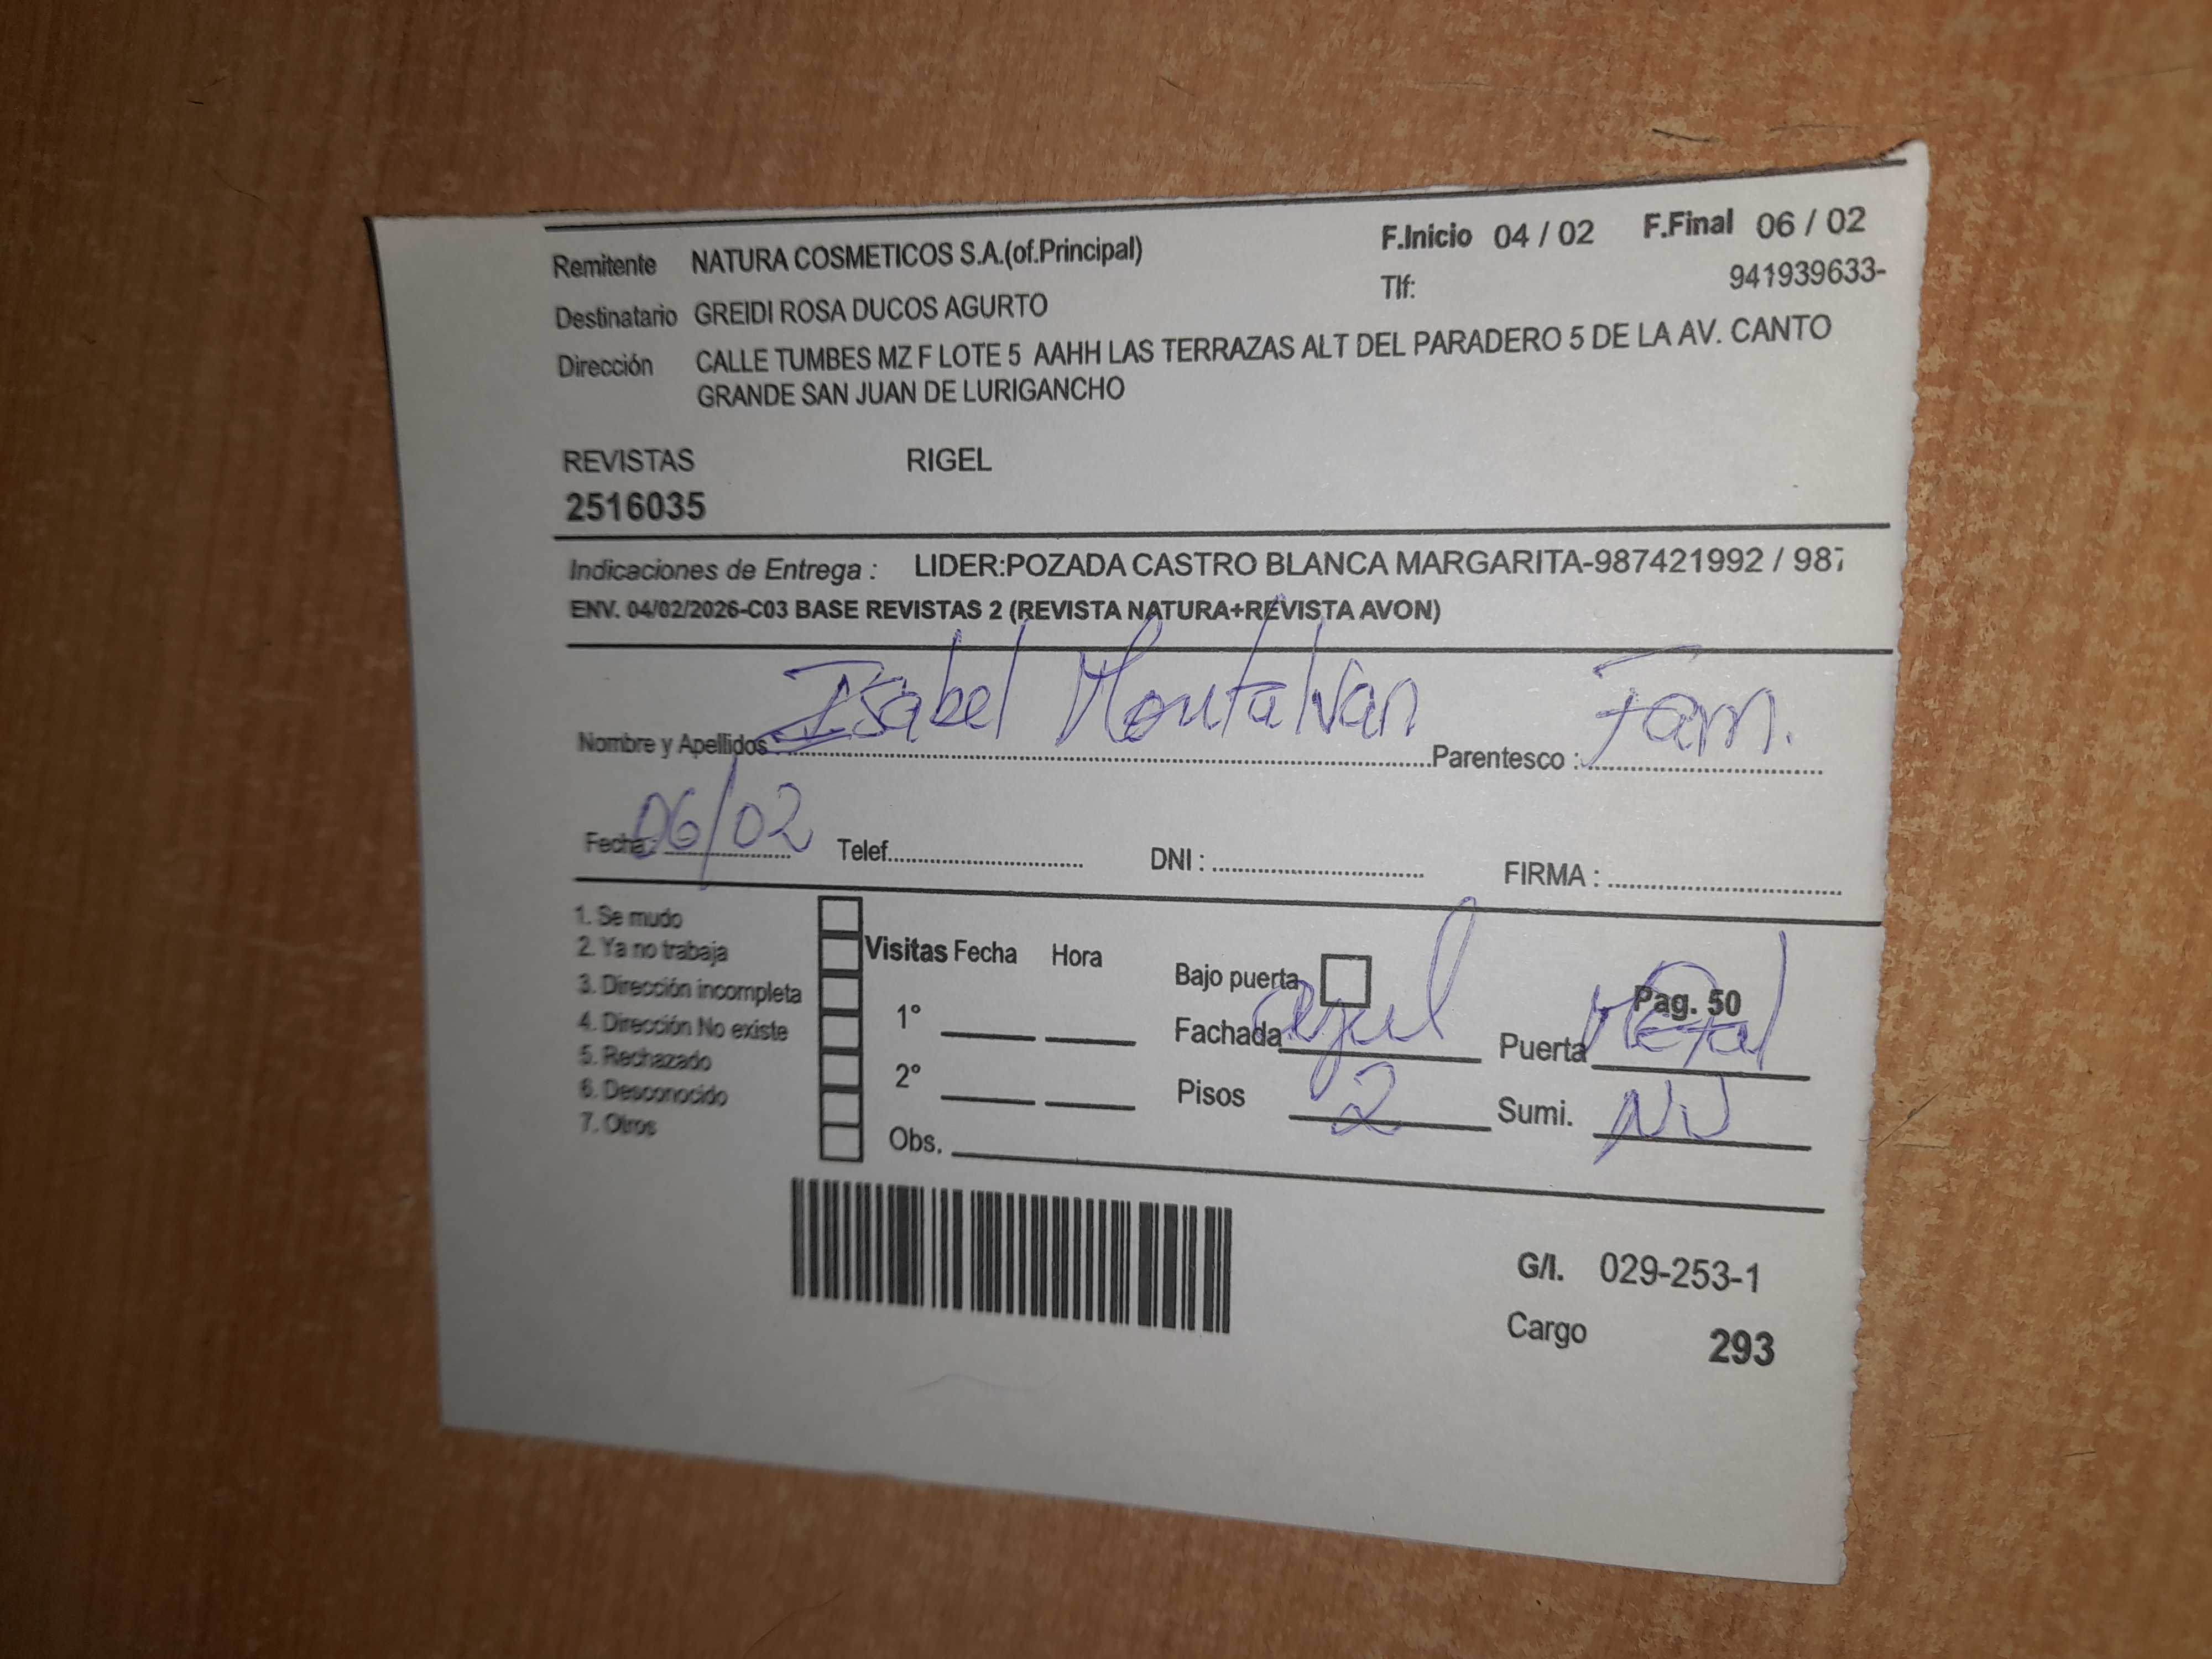 Remitente NATURA COSMETICOS S.A.(of.Principal) F.Inicio 04 / 02 F.Final 06 / 02
Tlf: 941939633-
Destinatario GREIDI ROSA DUCOS AGURTO
Dirección CALLE TUMBES MZ F LOTE 5 AAHH LAS TERRAZAS ALT DEL PARADERO 5 DE LA AV. CANTO
GRANDE SAN JUAN DE LURIGANCHO
REVISTAS RIGEL
2516035
Indicaciones de Entrega : LIDER:POZADA CASTRO BLANCA MARGARITA-987421992 / 987
ENV. 04/02/2026-C03 BASE REVISTAS 2 (REVISTA NATURA+REVISTA AVON)
Nombre y Apellidos : Isabel Montalvan Parentesco : Fam.
Fecha : 06/02 Telef. DNI : FIRMA :
1. Se mudo
2. Ya no trabaja
3. Dirección incompleta
4. Dirección No existe
5. Rechazado
6. Desconocido
7. Otros
Visitas Fecha Hora
1°
2°
Obs.
Bajo puerta
Pag. 50
Fachada azul Puerta Metal
Pisos 2 Sumi.
G/I. 029-253-1
Cargo 293